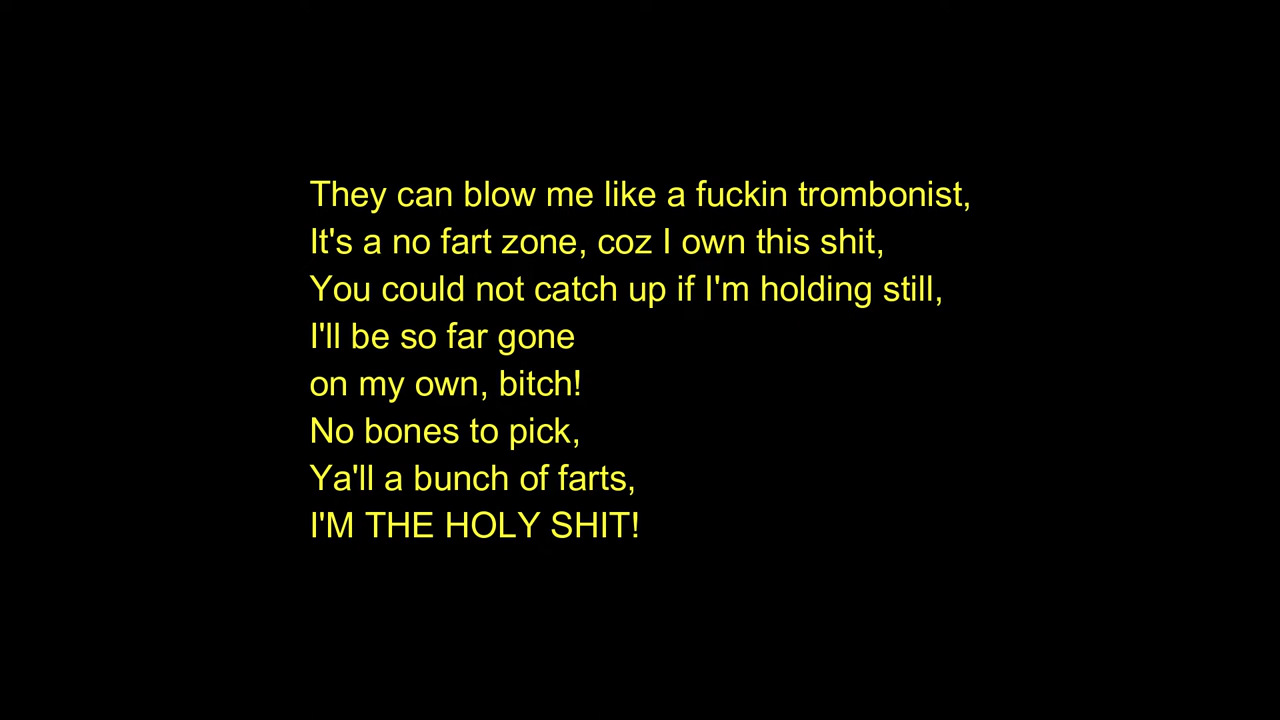 They can blow me like a fuckin trombonist,
It's a no fart zone, coz I own this shit,
You could not catch up if I'm holding still,
I'll be so far gone
on my own, bitch!
No bones to pick,
Ya'll a bunch of farts,
I'M THE HOLY SHIT!